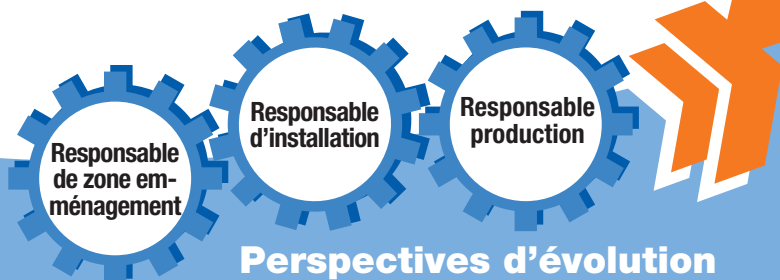 Responsable
de zone em-
ménagement
Responsable
d'installation
Responsable
production
Perspectives d'évolution